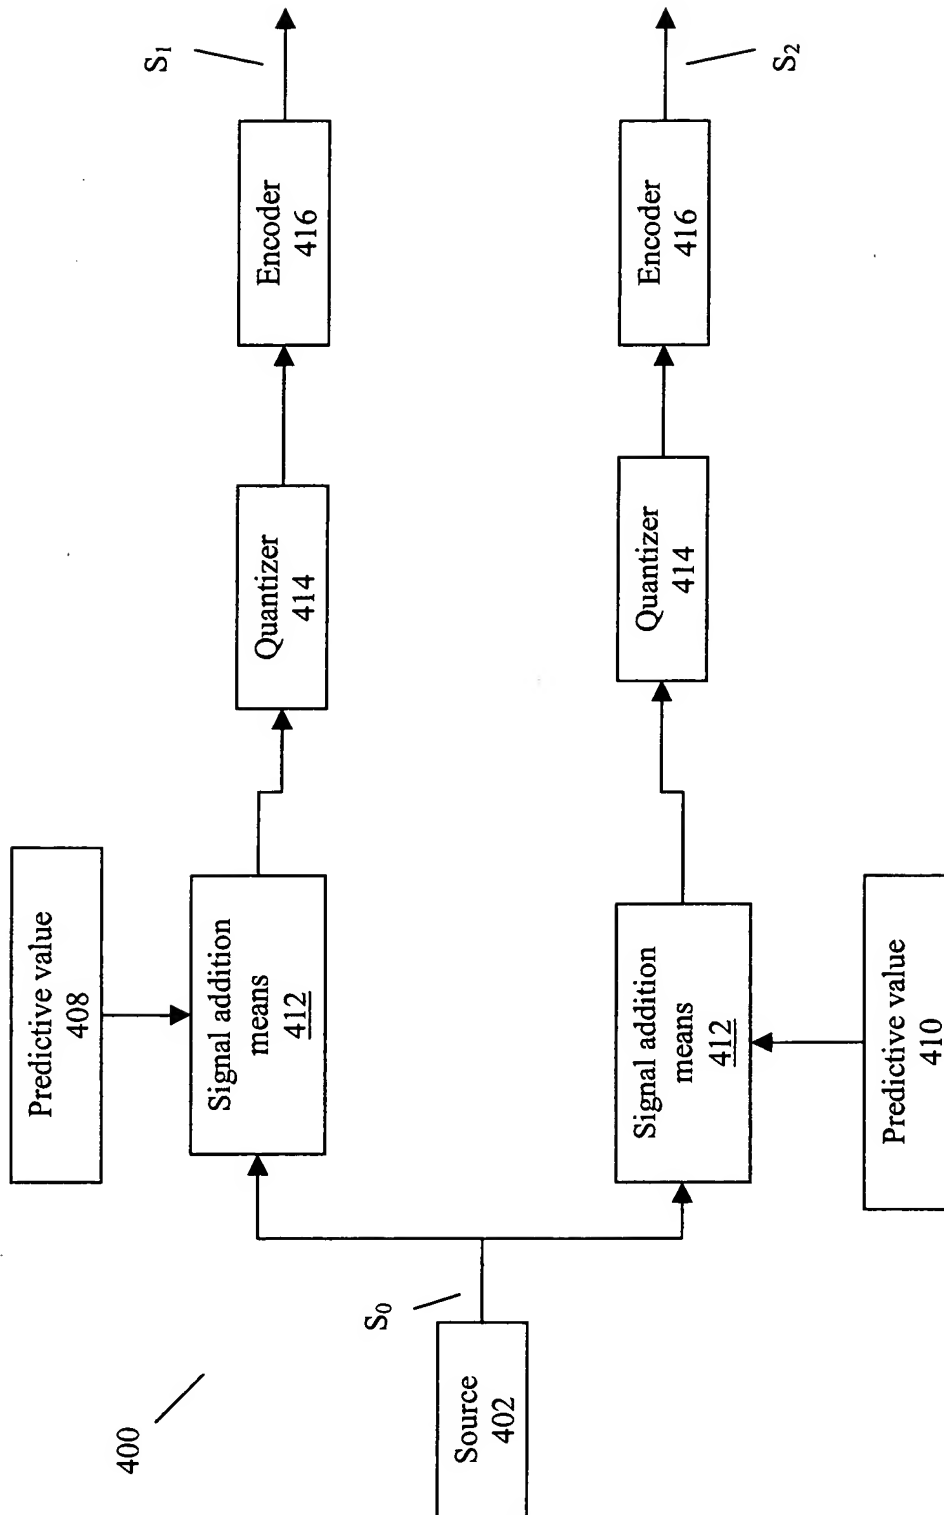 400
Source
402
S₀
Predictive value
408
Signal addition
means
412
Quantizer
414
Encoder
416
S₁
Signal addition
means
412
Predictive value
410
Quantizer
414
Encoder
416
S₂